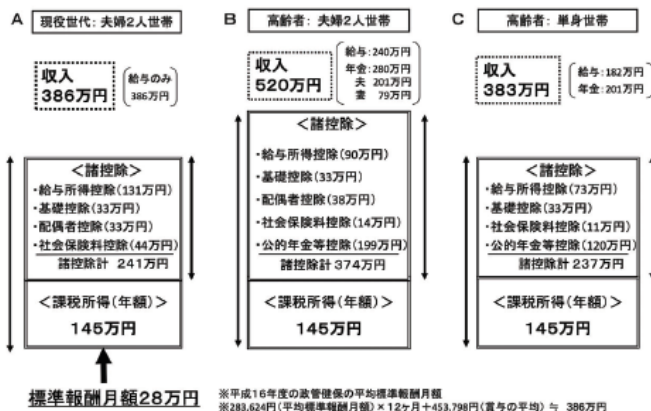 A 現役世代：夫婦2人世帯
収入
386万円
給与のみ
386万円
＜諸控除＞
・給与所得控除(131万円)
・基礎控除(33万円)
・配偶者控除(33万円)
・社会保険料控除(44万円)
諸控除計 241万円
＜課税所得(年額)＞
145万円
標準報酬月額28万円
B 高齢者：夫婦2人世帯
収入
520万円
給与：240万円
年金：280万円
夫 201万円
妻 79万円
＜諸控除＞
・給与所得控除(90万円)
・基礎控除(33万円)
・配偶者控除(38万円)
・社会保険料控除(14万円)
・公的年金等控除(199万円)
諸控除計374万円
＜課税所得(年額)＞
145万円
C 高齢者：単身世帯
収入
383万円
給与：182万円
年金：201万円
＜諸控除＞
・給与所得控除(73万円)
・基礎控除(33万円)
・社会保険料控除(11万円)
・公的年金等控除(120万円)
諸控除計237万円
＜課税所得(年額)＞
145万円
※平成16年度の政管健保の平均標準報酬月額
※283,624円(平均標準報酬月額)×12ヶ月＋453,798円(賞与の平均) ≒ 386万円